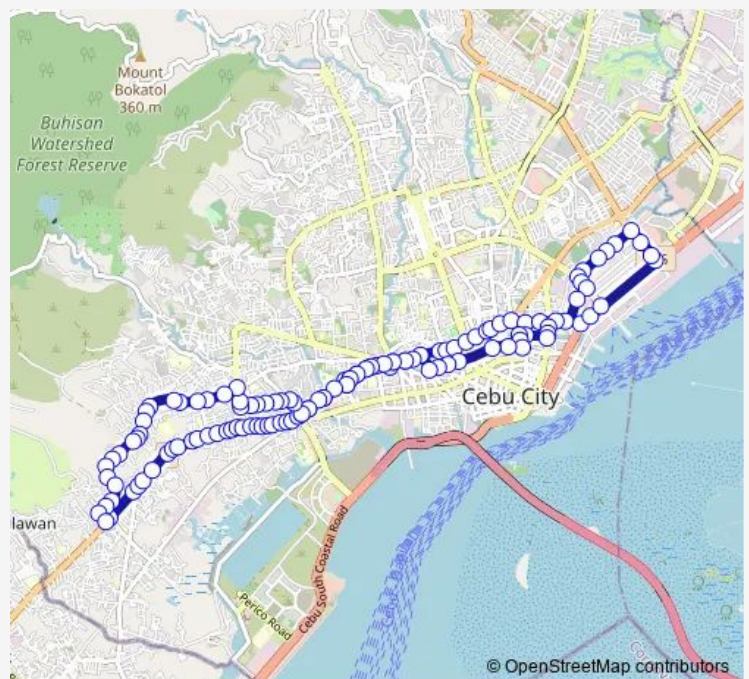 Mount
Bokatol
360 m
Buhisan
Watershed
Forest Reserve
Cebu City
lawan
Cebu South Coastal Road
Perico Road
© OpenStreetMap contributors